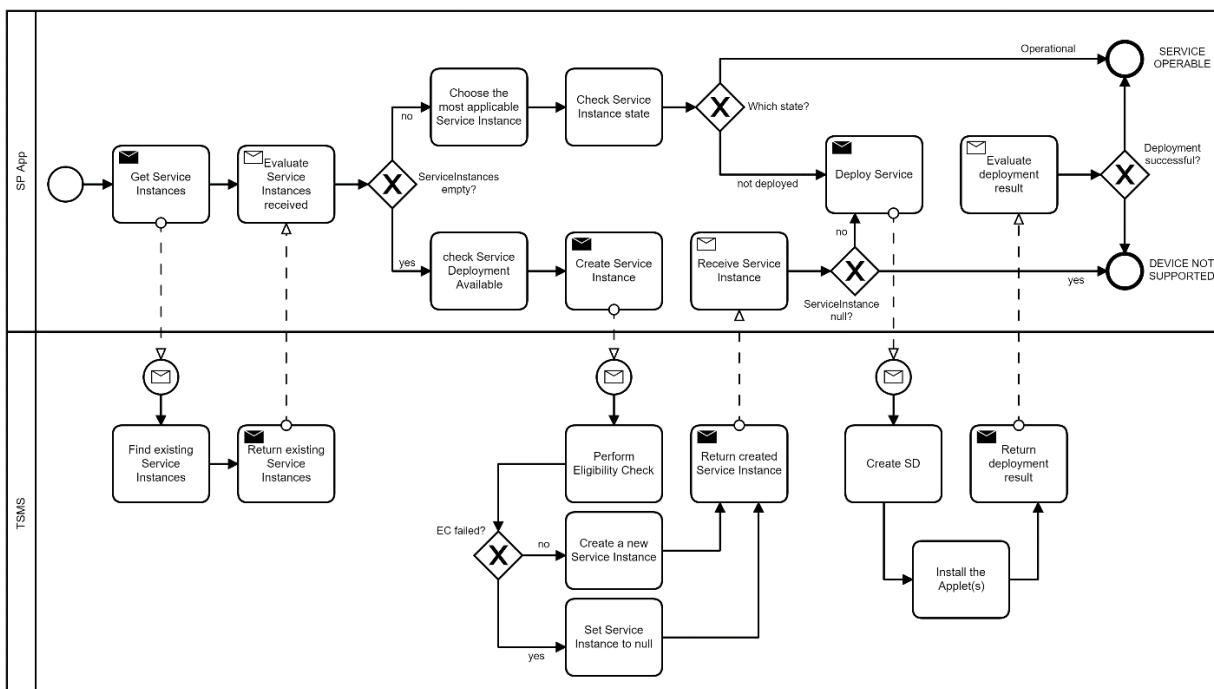 SP App
Operational
SERVICE
OPERABLE
Choose the
most applicable
Service Instance
Check Service
Instance state
Which state?
no
Get Service
Instances
Evaluate
Service
Instances
received
ServiceInstances
empty?
not deployed
Deploy Service
Evaluate
deployment
result
Deployment
successful?
yes
check Service
Deployment
Available
Create Service
Instance
Receive Service
Instance
no
ServiceInstance
null?
yes
DEVICE NOT
SUPPORTED
TSMS
Find existing
Service
Instances
Return existing
Service
Instances
Perform
Eligibility Check
Return created
Service Instance
Create SD
Return
deployment
result
EC failed?
no
Create a new
Service Instance
Install the
Applet(s)
yes
Set Service
Instance to null